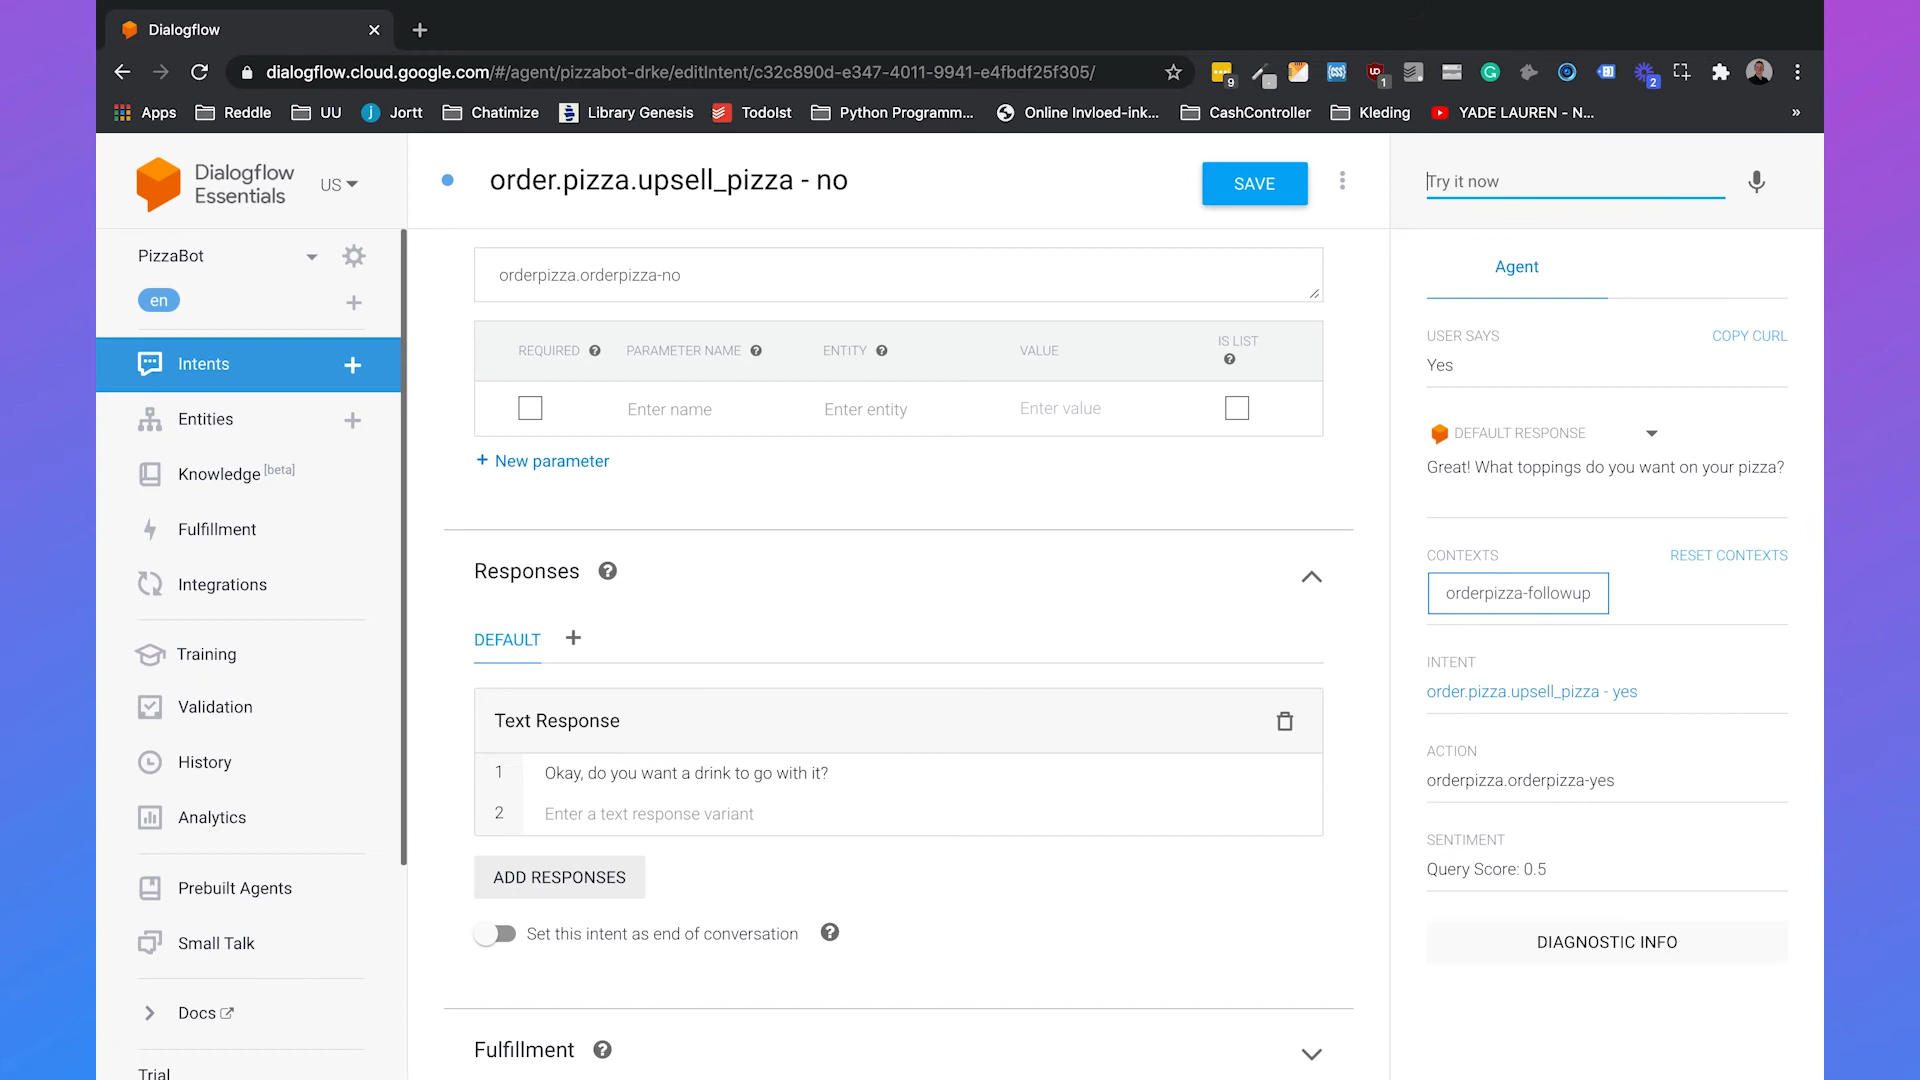 Dialogflow
dialogflow.cloud.google.com/#/agent/pizzabot-drke/editIntent/c32c890d-e347-4011-9941-e4fbdf25f305/
9
1
2
Apps
Reddle
UU
Jortt
Chatimize
Library Genesis
TodoIst
Python Programm...
Online Invloed-ink...
CashController
Kleding
YADE LAUREN - N...
»
Dialogflow
Essentials
US
PizzaBot
en
Intents
Entities
Knowledge [beta]
Fulfillment
Integrations
Training
Validation
History
Analytics
Prebuilt Agents
Small Talk
Docs
Trial
order.pizza.upsell_pizza - no
SAVE
orderpizza.orderpizza-no
REQUIRED
PARAMETER NAME
ENTITY
VALUE
IS LIST
Enter name
Enter entity
Enter value
+ New parameter
Responses
DEFAULT
Text Response
1 Okay, do you want a drink to go with it?
2 Enter a text response variant
ADD RESPONSES
Set this intent as end of conversation
Fulfillment
Try it now
Agent
USER SAYS
COPY CURL
Yes
DEFAULT RESPONSE
Great! What toppings do you want on your pizza?
CONTEXTS
RESET CONTEXTS
orderpizza-followup
INTENT
order.pizza.upsell_pizza - yes
ACTION
orderpizza.orderpizza-yes
SENTIMENT
Query Score: 0.5
DIAGNOSTIC INFO